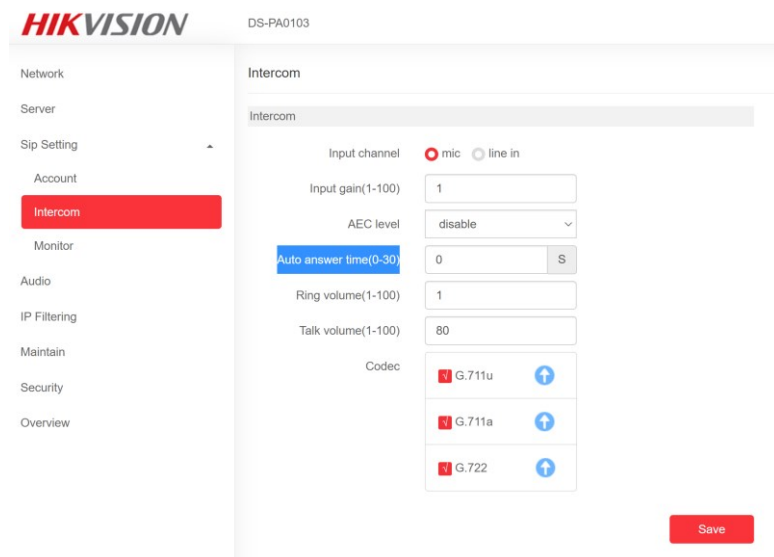 HIKVISION DS-PA0103
Network
Server
Sip Setting
Account
Intercom
Monitor
Audio
IP Filtering
Maintain
Security
Overview
Intercom
Intercom
Input channel mic line in
Input gain(1-100) 1
AEC level disable
Auto answer time(0-30) 0 S
Ring volume(1-100) 1
Talk volume(1-100) 80
Codec
√ G.711u
√ G.711a
√ G.722
Save